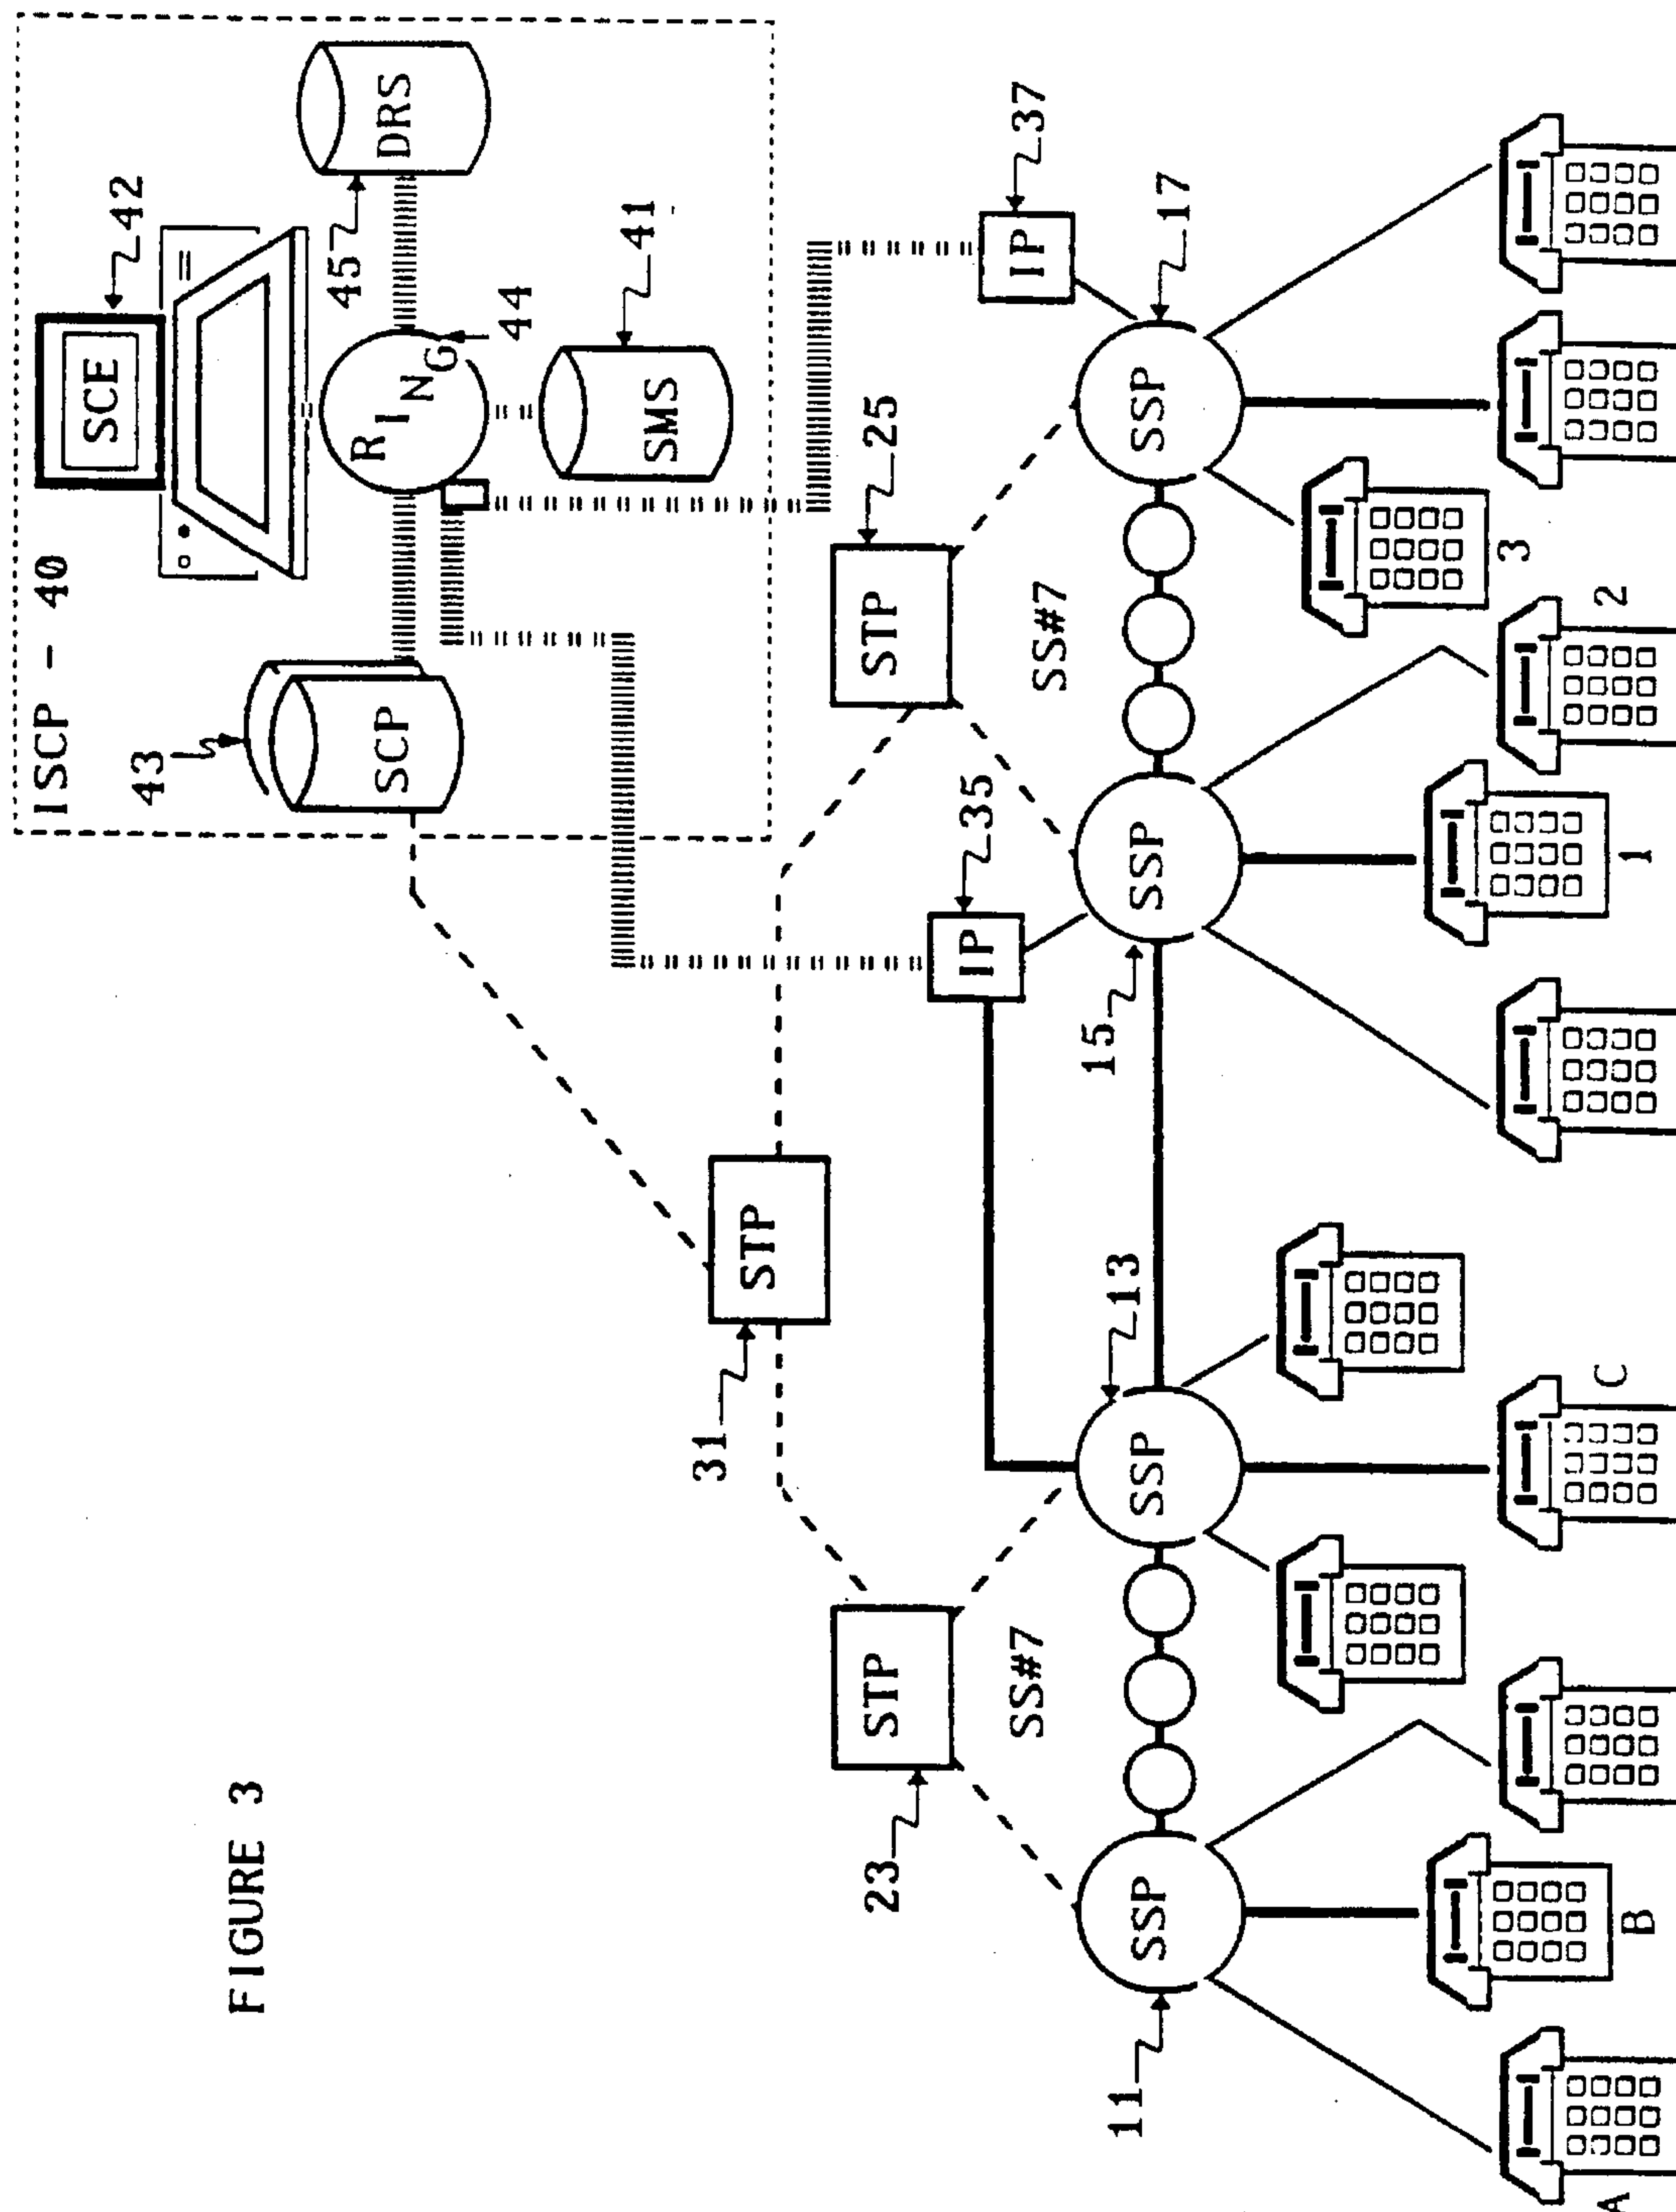 FIGURE 3
ISCP - 40
SCE
42
43
SCP
RING
44
45
DRS
SMS
41
31
STP
23
STP
25
STP
IP
35
IP
37
SS#7
SS#7
11
SSP
SSP
13
15
SSP
SSP
17
A
B
C
1
2
3